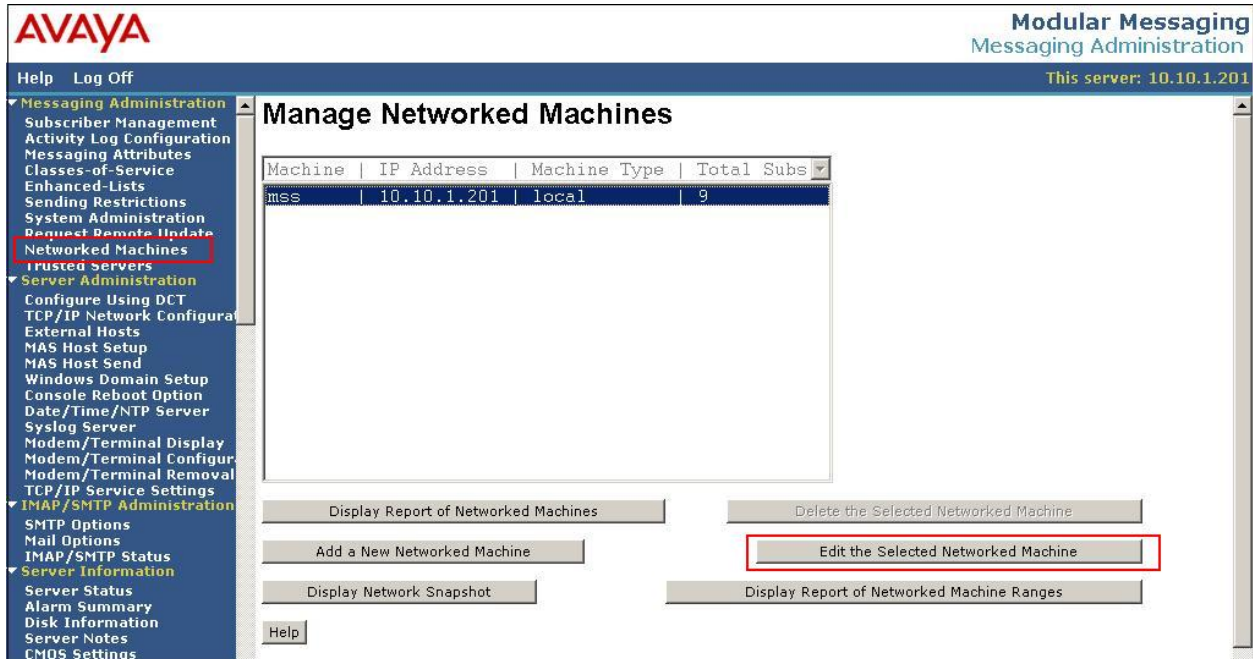 AVAYA
Modular Messaging
Messaging Administration
Help Log Off
This server: 10.10.1.201
Messaging Administration
Subscriber Management
Activity Log Configuration
Messaging Attributes
Classes-of-Service
Enhanced-Lists
Sending Restrictions
System Administration
Request Remote Update
Networked Machines
Trusted Servers
Server Administration
Configure Using DCT
TCP/IP Network Configurat
External Hosts
MAS Host Setup
MAS Host Send
Windows Domain Setup
Console Reboot Option
Date/Time/NTP Server
Syslog Server
Modem/Terminal Display
Modem/Terminal Configur
Modem/Terminal Removal
TCP/IP Service Settings
IMAP/SMTP Administration
SMTP Options
Mail Options
IMAP/SMTP Status
Server Information
Server Status
Alarm Summary
Disk Information
Server Notes
CMOS Settings
Manage Networked Machines
Machine | IP Address | Machine Type | Total Subs
mss | 10.10.1.201 | local | 9
Display Report of Networked Machines
Delete the Selected Networked Machine
Add a New Networked Machine
Edit the Selected Networked Machine
Display Network Snapshot
Display Report of Networked Machine Ranges
Help